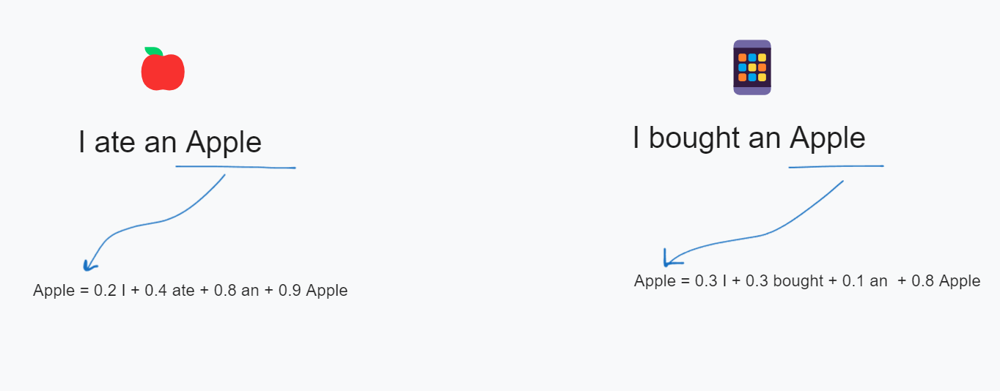 I ate an Apple
I bought an Apple
Apple = 0.2 I + 0.4 ate + 0.8 an + 0.9 Apple
Apple = 0.3 I + 0.3 bought + 0.1 an + 0.8 Apple